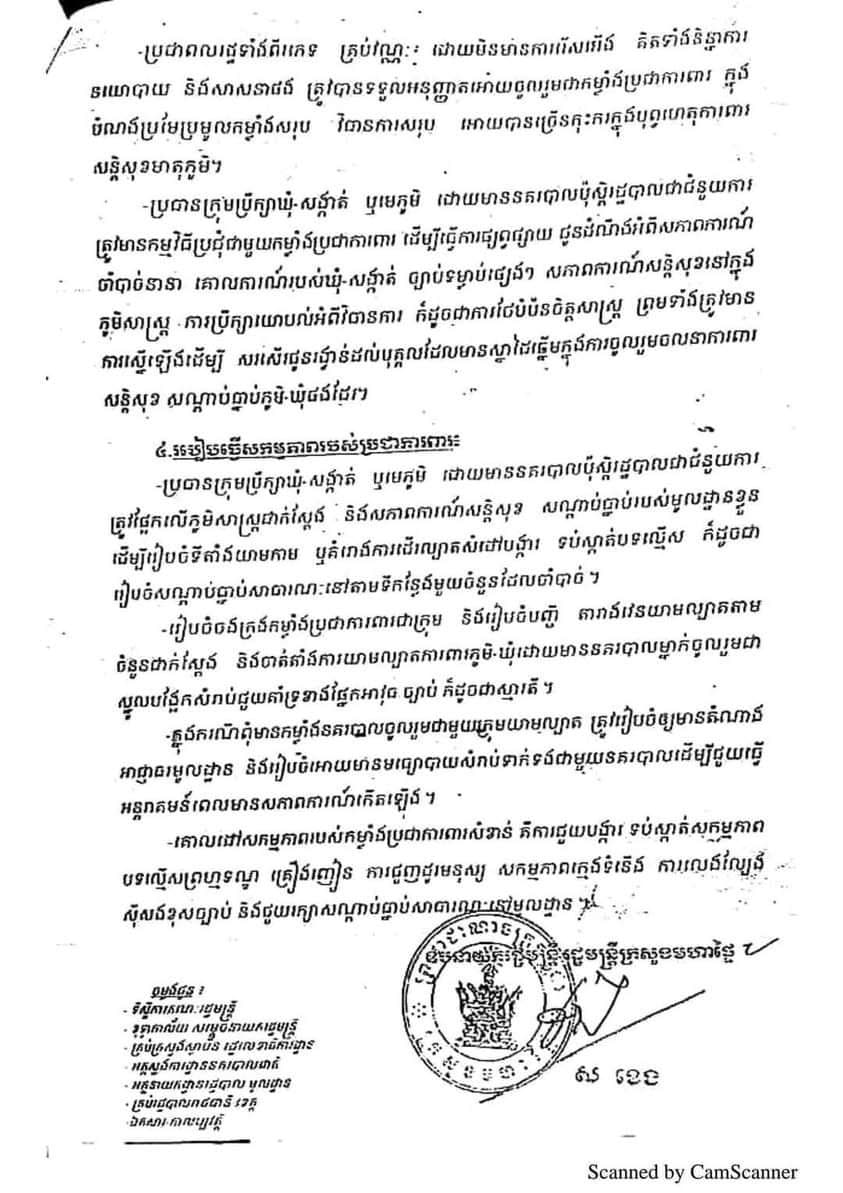 -ប្រជាពលរដ្ឋទាំងពីរភេទ គ្រប់វណ្ណៈ ដោយមិនមានការរើសអើង គិតទាំងនិន្នាការ
នយោបាយ និងសាសនាផង ត្រូវបានទទួលអនុញ្ញាតអោយចូលរួមជាកម្លាំងប្រជាការពារ ក្នុង
ចំណងប្រមែប្រមូលកម្លាំងសរុប វិធានការសរុប អោយបានច្រើនកុះករក្នុងបុព្វហេតុការពារ
សន្តិសុខមាតុភូមិ។
-ប្រធានក្រុមប្រឹក្សាឃុំ-សង្កាត់ ឬមេភូមិ ដោយមាននគរបាលប៉ុស្តិ៍រដ្ឋបាលជាជំនួយការ
ត្រូវមានកម្មវិធីប្រជុំជាមួយកម្លាំងប្រជាការពារ ដើម្បីធ្វើការផ្សព្វផ្សាយ ជូនដំណឹងអំពីសភាពការណ៍
ចាំបាច់នានា គោលការណ៍របស់ឃុំ-សង្កាត់ ច្បាប់ទម្លាប់ផ្សេងៗ សភាពការណ៍សន្តិសុខនៅក្នុង
ភូមិសាស្ត្រ ការប្រឹក្សាយោបល់អំពីវិធានការ ក៏ដូចជាការថែបំប៉នចិត្តសាស្ត្រ ព្រមទាំងត្រូវមាន
ការស្នើឡើងដើម្បី សរសើរជូនរង្វាន់ដល់បុគ្គលដែលមានស្នាដៃឆ្នើមក្នុងការចូលរួមចលនាការពារ
សន្តិសុខ សណ្តាប់ធ្នាប់ភូមិ-ឃុំផងដែរ។
៤.របៀបធ្វើសកម្មភាពរបស់ប្រជាការពារៈ
-ប្រធានក្រុមប្រឹក្សាឃុំ-សង្កាត់ ឬមេភូមិ ដោយមាននគរបាលប៉ុស្តិ៍រដ្ឋបាលជាជំនួយការ
ត្រូវផ្អែកលើភូមិសាស្ត្រជាក់ស្តែង និងសភាពការណ៍សន្តិសុខ សណ្តាប់ធ្នាប់របស់មូលដ្ឋានខ្លួន
ដើម្បីរៀបចំទីតាំងយាមកាម ឬគំរោងការដើរល្បាតសំដៅបង្ការ ទប់ស្កាត់បទល្មើស ក៏ដូចជា
រៀបចំសណ្តាប់ធ្នាប់សាធារណៈនៅតាមទីកន្លែងមួយចំនួនដែលចាំបាច់ ។
-រៀបចំចងក្រងកម្លាំងប្រជាការពារជាក្រុម និងរៀបចំបញ្ជី តារាងវេនយាមល្បាតតាម
ចំនួនជាក់ស្តែង និងចាត់តាំងការយាមល្បាតការពារភូមិ-ឃុំដោយមាននគរបាលម្នាក់ចូលរួមជា
ស្នូលបង្អែកសំរាប់ជួយគាំទ្រខាងផ្នែកអាវុធ ច្បាប់ ក៏ដូចជាស្មារតី ។
-ក្នុងករណីពុំមានកម្លាំងនគរបាលចូលរួមជាមួយក្រុមយាមល្បាត ត្រូវរៀបចំឲ្យមានតំណាង
អាជ្ញាធរមូលដ្ឋាន និងរៀបចំអោយមានមធ្យោបាយសំរាប់ទាក់ទងជាមួយនគរបាលដើម្បីជួយធ្វើ
អន្តរាគមន៍ពេលមានសភាពការណ៍កើតឡើង ។
-គោលដៅសកម្មភាពរបស់កម្លាំងប្រជាការពារសំខាន់ គឺការជួយបង្ការ ទប់ស្កាត់សកម្មភាព
បទល្មើសព្រហ្មទណ្ឌ គ្រឿងញៀន ការជួញដូរមនុស្ស សកម្មភាពក្មេងទំនើង ការលេងល្បែង
ស៊ីសងខុសច្បាប់ និងជួយរក្សាសណ្តាប់ធ្នាប់សាធារណៈនៅមូលដ្ឋាន ។
ឧបនាយករដ្ឋមន្ត្រី រដ្ឋមន្ត្រីក្រសួងមហាផ្ទៃ
ស ខេង
ចម្លងជូន ៖
- ទីស្តីការគណៈរដ្ឋមន្ត្រី
- ខុទ្ទកាល័យ សម្តេចនាយករដ្ឋមន្ត្រី
- គ្រប់ក្រសួងស្ថាប័ន រដ្ឋលេខាធិការដ្ឋាន
- អគ្គស្នងការដ្ឋាននគរបាលជាតិ
- អគ្គនាយកដ្ឋានរដ្ឋបាល មូលដ្ឋាន
- គ្រប់រដ្ឋបាលរាជធានី ខេត្ត
-ឯកសារ-កាលប្បវត្តិ
Scanned by CamScanner